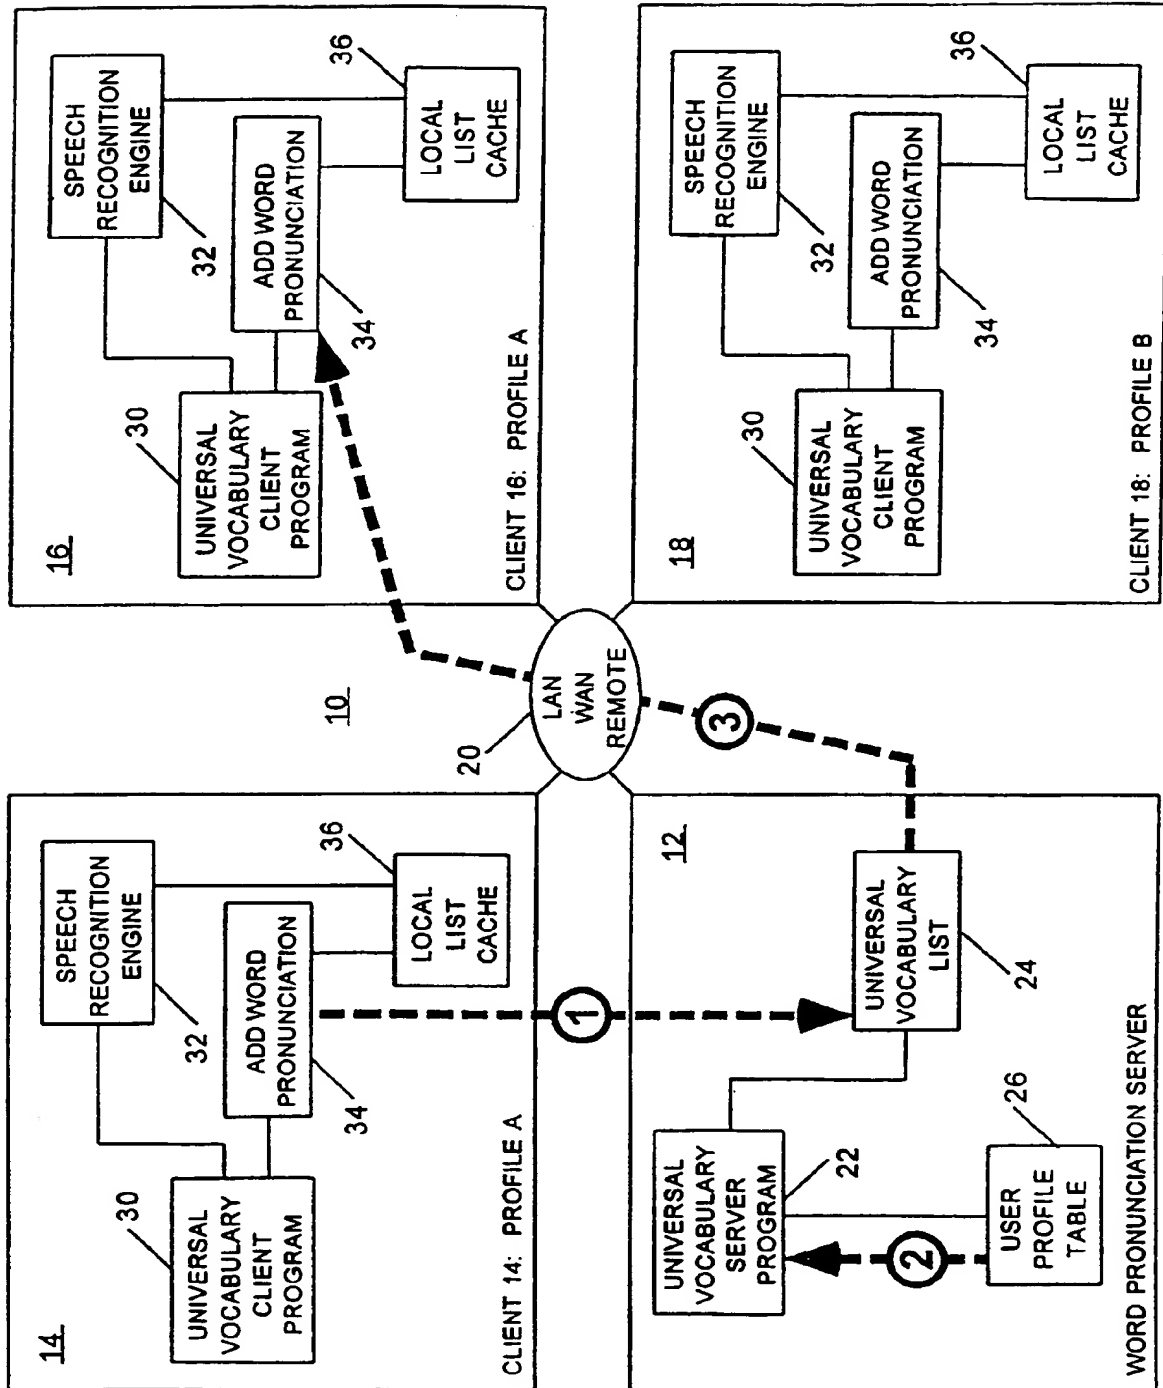 14
30
UNIVERSAL
VOCABULARY
CLIENT
PROGRAM
SPEECH
RECOGNITION
ENGINE
32
ADD WORD
PRONUNCIATION
34
36
LOCAL
LIST
CACHE
CLIENT 14: PROFILE A
16
30
UNIVERSAL
VOCABULARY
CLIENT
PROGRAM
SPEECH
RECOGNITION
ENGINE
32
ADD WORD
PRONUNCIATION
34
36
LOCAL
LIST
CACHE
CLIENT 16: PROFILE A
10
20
LAN
WAN
REMOTE
1
3
12
UNIVERSAL
VOCABULARY
SERVER
PROGRAM
22
2
26
USER
PROFILE
TABLE
UNIVERSAL
VOCABULARY
LIST
24
WORD PRONUNCIATION SERVER
18
30
UNIVERSAL
VOCABULARY
CLIENT
PROGRAM
SPEECH
RECOGNITION
ENGINE
32
ADD WORD
PRONUNCIATION
34
36
LOCAL
LIST
CACHE
CLIENT 18: PROFILE B